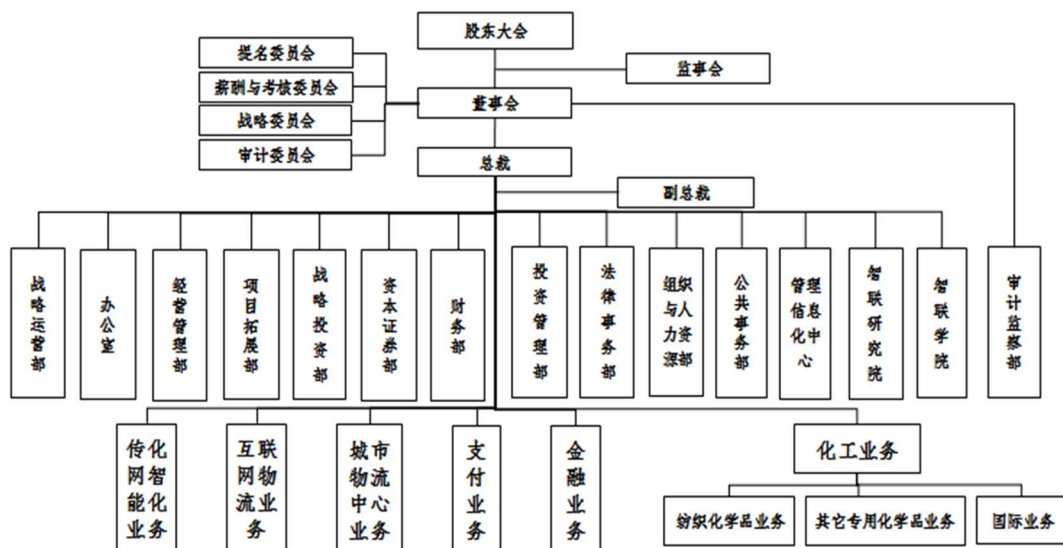 股东大会
提名委员会
监事会
薪酬与考核委员会
董事会
战略委员会
审计委员会
总裁
副总裁
战略运营部
办公室
经营管理部
项目拓展部
战略投资部
资本证券部
财务部
投资管理部
法律事务部
组织与人力资源部
公共事务部
管理信息化中心
智联研究院
智联学院
审计监察部
传化网智能化业务
互联网物流业务
城市物流中心业务
支付业务
金融业务
化工业务
纺织化学品业务
其它专用化学品业务
国际业务